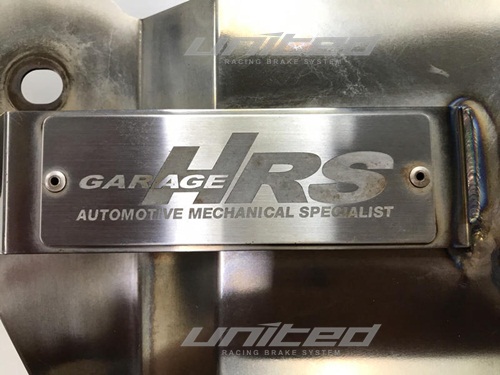 united
RACING BRAKE SYSTEM
GARAGE HRS
AUTOMOTIVE MECHANICAL SPECIALIST
united
RACING BRAKE SYSTEM